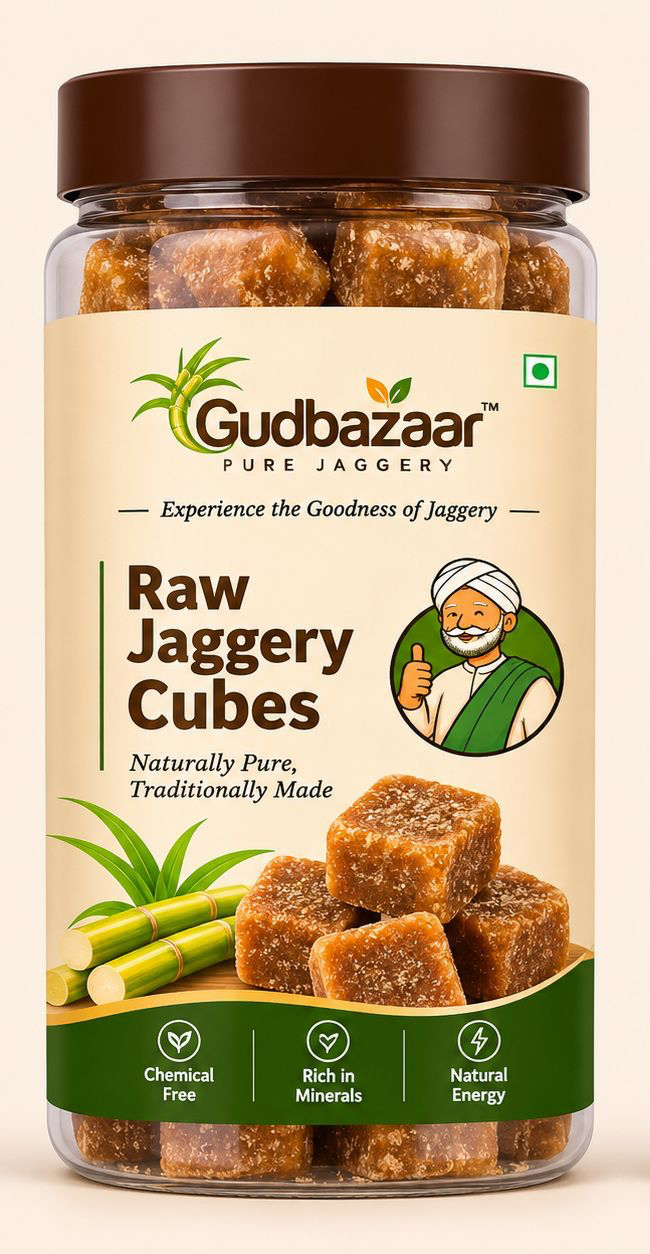 Gudbazaar™
PURE JAGGERY
Experience the Goodness of Jaggery
Raw
Jaggery
Cubes
Naturally Pure,
Traditionally Made
Chemical
Free
Rich in
Minerals
Natural
Energy